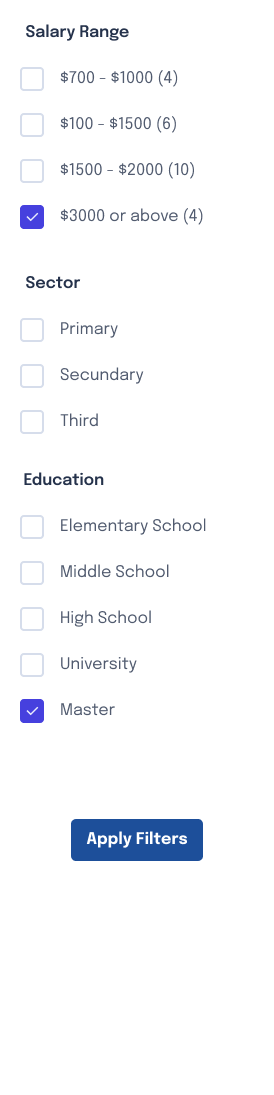 Salary Range
$700 - $1000 (4)
$100 - $1500 (6)
$1500 - $2000 (10)
$3000 or above (4)
Sector
Primary
Secundary
Third
Education
Elementary School
Middle School
High School
University
Master
Apply Filters